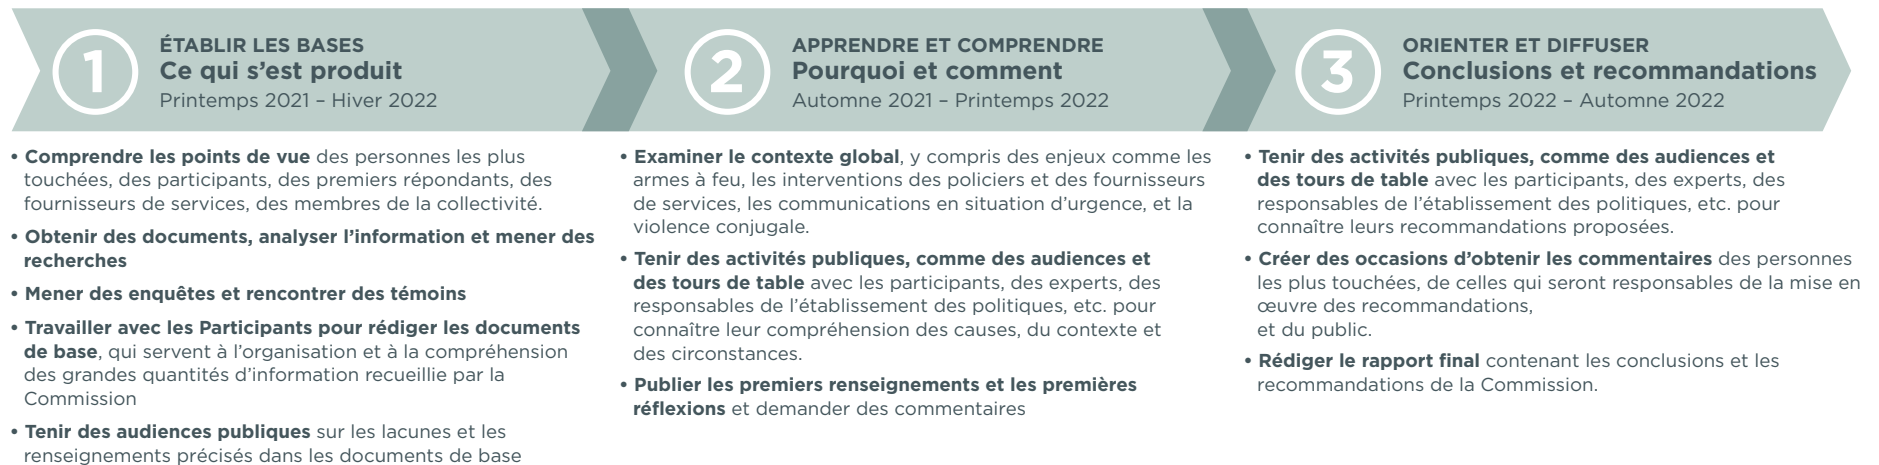 1
ÉTABLIR LES BASES
Ce qui s’est produit
Printemps 2021 – Hiver 2022
• Comprendre les points de vue des personnes les plus
touchées, des participants, des premiers répondants, des
fournisseurs de services, des membres de la collectivité.
• Obtenir des documents, analyser l’information et mener des
recherches
• Mener des enquêtes et rencontrer des témoins
• Travailler avec les Participants pour rédiger les documents
de base, qui servent à l’organisation et à la compréhension
des grandes quantités d’information recueillie par la
Commission
• Tenir des audiences publiques sur les lacunes et les
renseignements précisés dans les documents de base
2
APPRENDRE ET COMPRENDRE
Pourquoi et comment
Automne 2021 – Printemps 2022
• Examiner le contexte global, y compris des enjeux comme les
armes à feu, les interventions des policiers et des fournisseurs
de services, les communications en situation d’urgence, et la
violence conjugale.
• Tenir des activités publiques, comme des audiences et
des tours de table avec les participants, des experts, des
responsables de l’établissement des politiques, etc. pour
connaître leur compréhension des causes, du contexte et
des circonstances.
• Publier les premiers renseignements et les premières
réflexions et demander des commentaires
3
ORIENTER ET DIFFUSER
Conclusions et recommandations
Printemps 2022 – Automne 2022
• Tenir des activités publiques, comme des audiences et
des tours de table avec les participants, des experts, des
responsables de l’établissement des politiques, etc. pour
connaître leurs recommandations proposées.
• Créer des occasions d’obtenir les commentaires des personnes
les plus touchées, de celles qui seront responsables de la mise en
œuvre des recommandations,
et du public.
• Rédiger le rapport final contenant les conclusions et les
recommandations de la Commission.